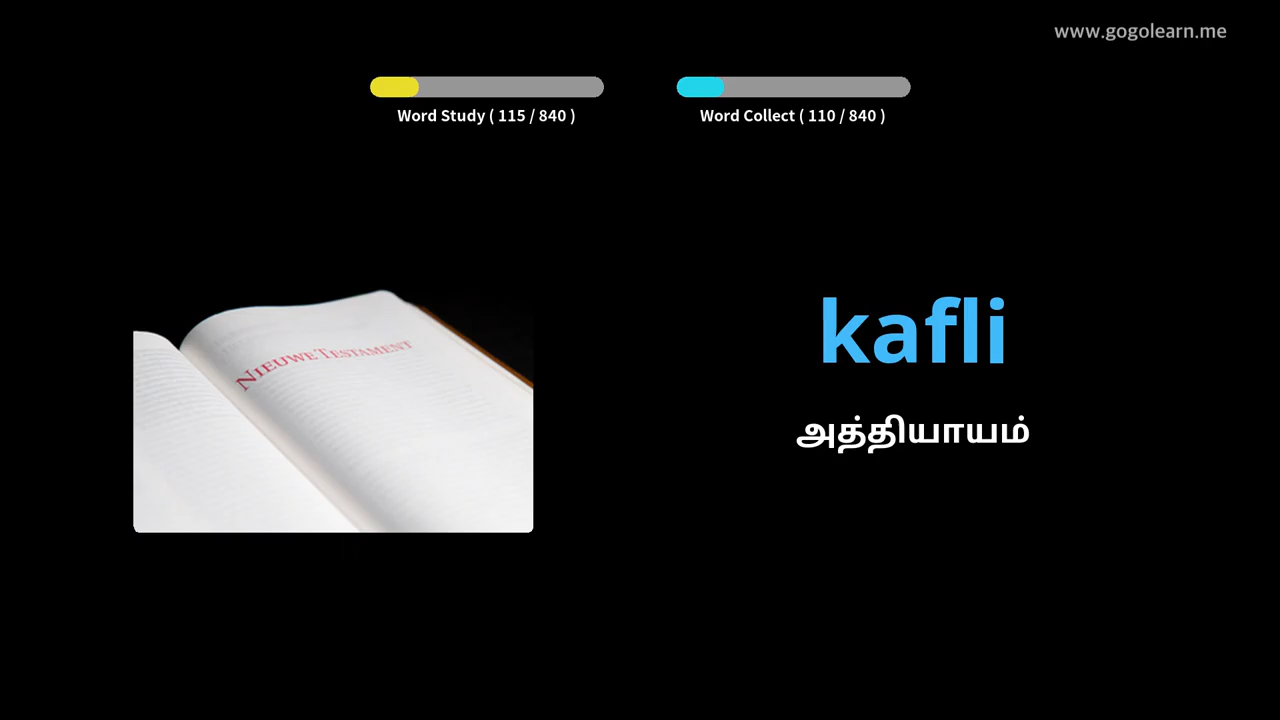 www.gogolearn.me
Word Study ( 115 / 840 )
Word Collect ( 110 / 840 )
NIEUWE TESTAMENT
kafli
அத்தியாயம்